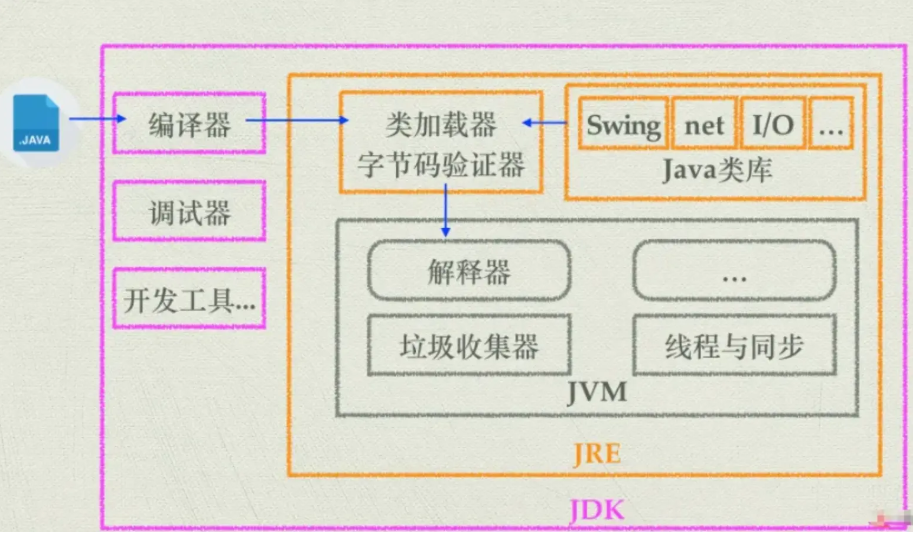 .JAVA
编译器
调试器
开发工具...
类加载器
字节码验证器
Swing net I/O ...
Java类库
解释器
...
垃圾收集器
线程与同步
JVM
JRE
JDK